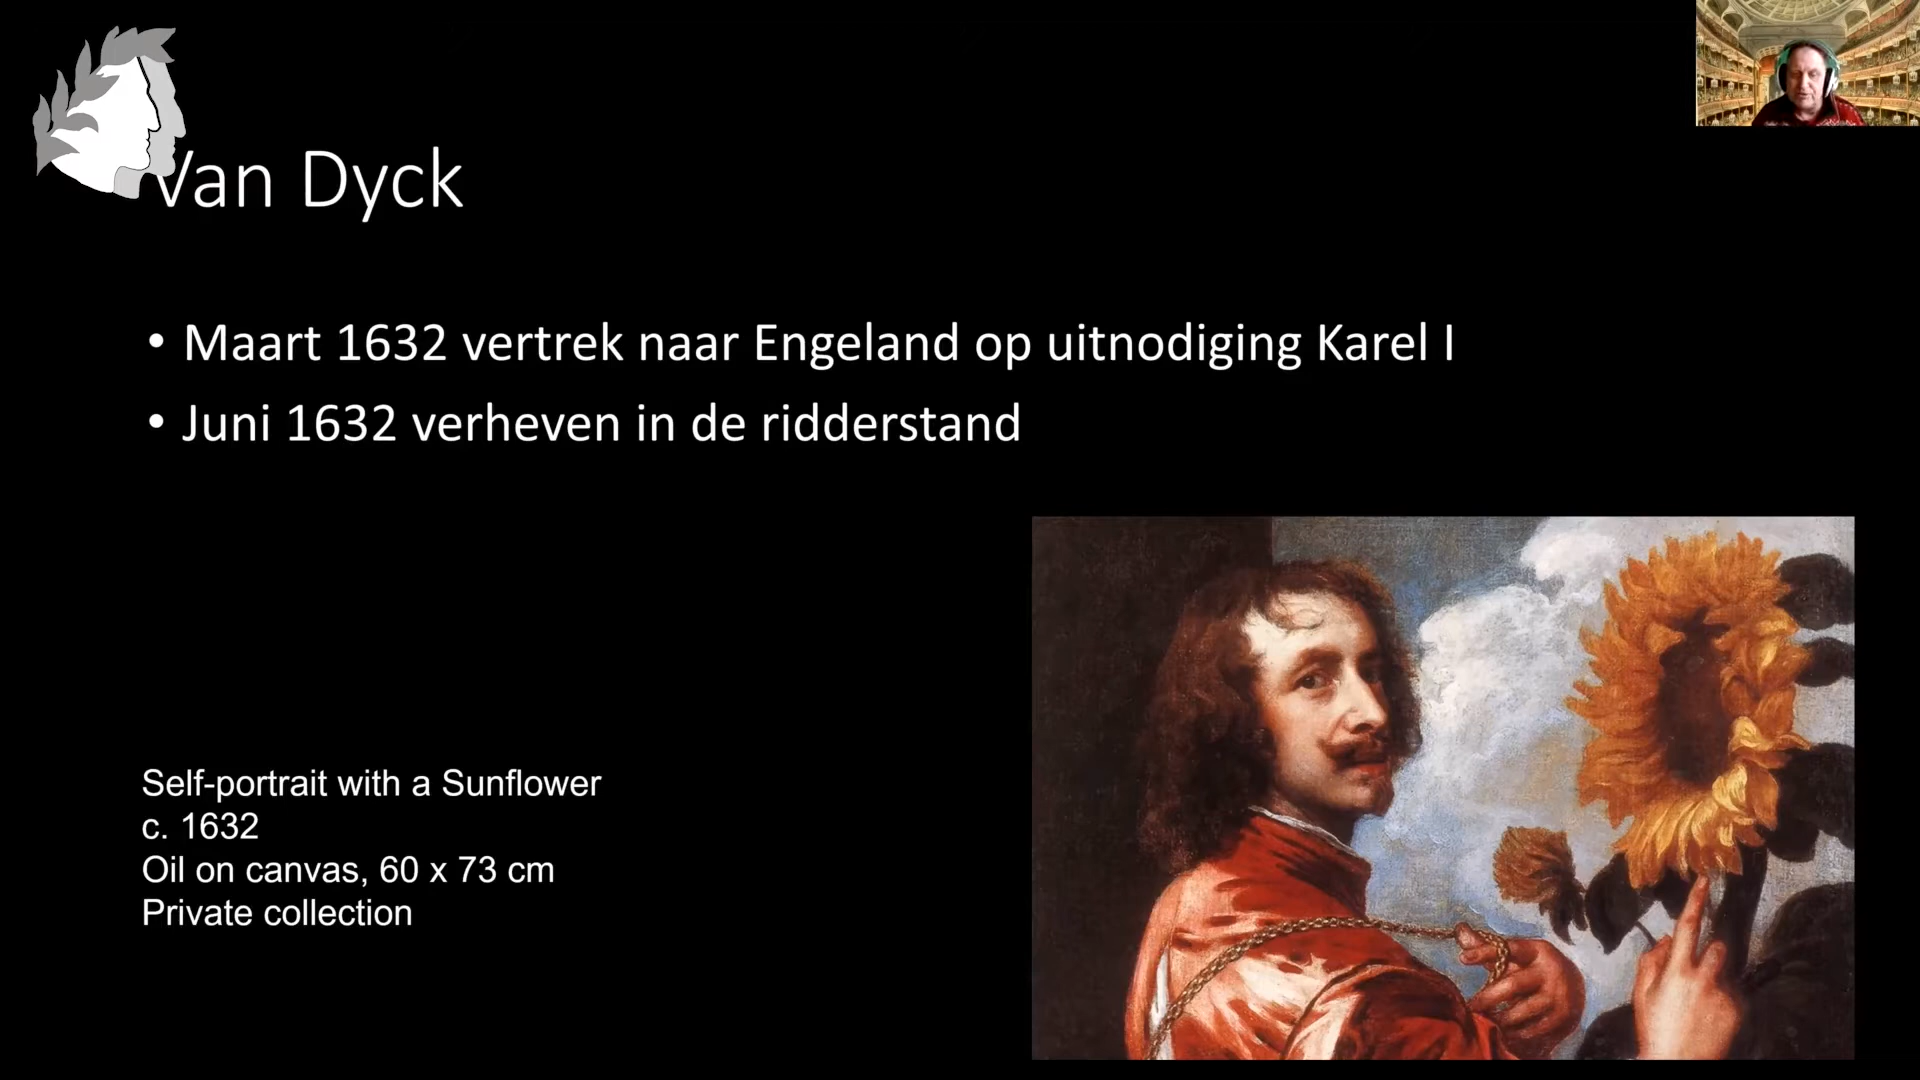 Van Dyck
• Maart 1632 vertrek naar Engeland op uitnodiging Karel I
• Juni 1632 verheven in de ridderstand
Self-portrait with a Sunflower
c. 1632
Oil on canvas, 60 x 73 cm
Private collection